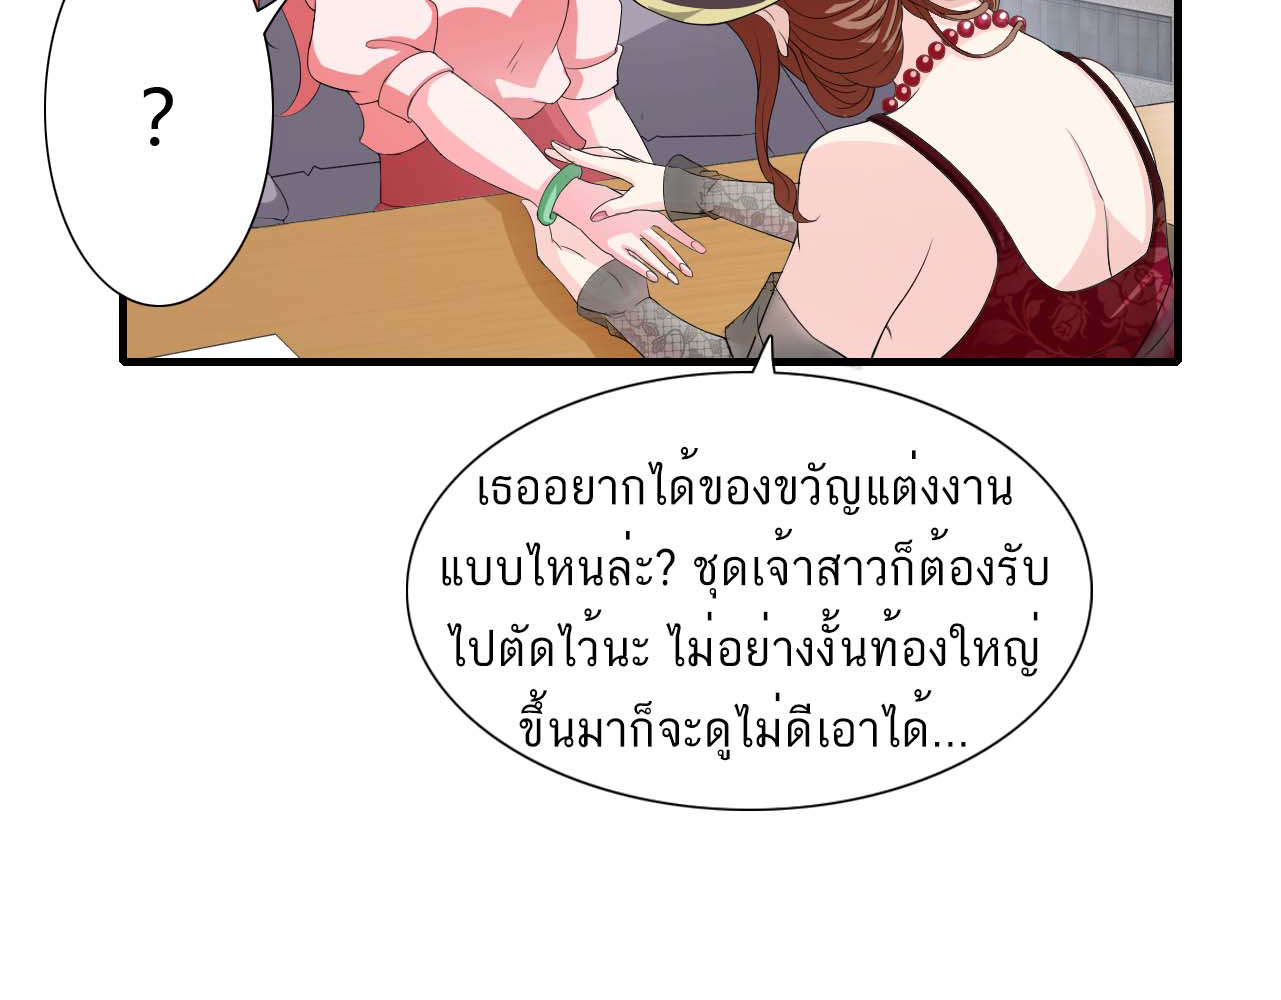 ?
เธออยากได้ของขวัญแต่งงาน
แบบไหนล่ะ? ชุดเจ้าสาวก็ต้องรับ
ไปตัดไว้นะ ไม่อย่างงั้นท้องใหญ่
ขึ้นมาก็จะดูไม่ดีเอาได้...